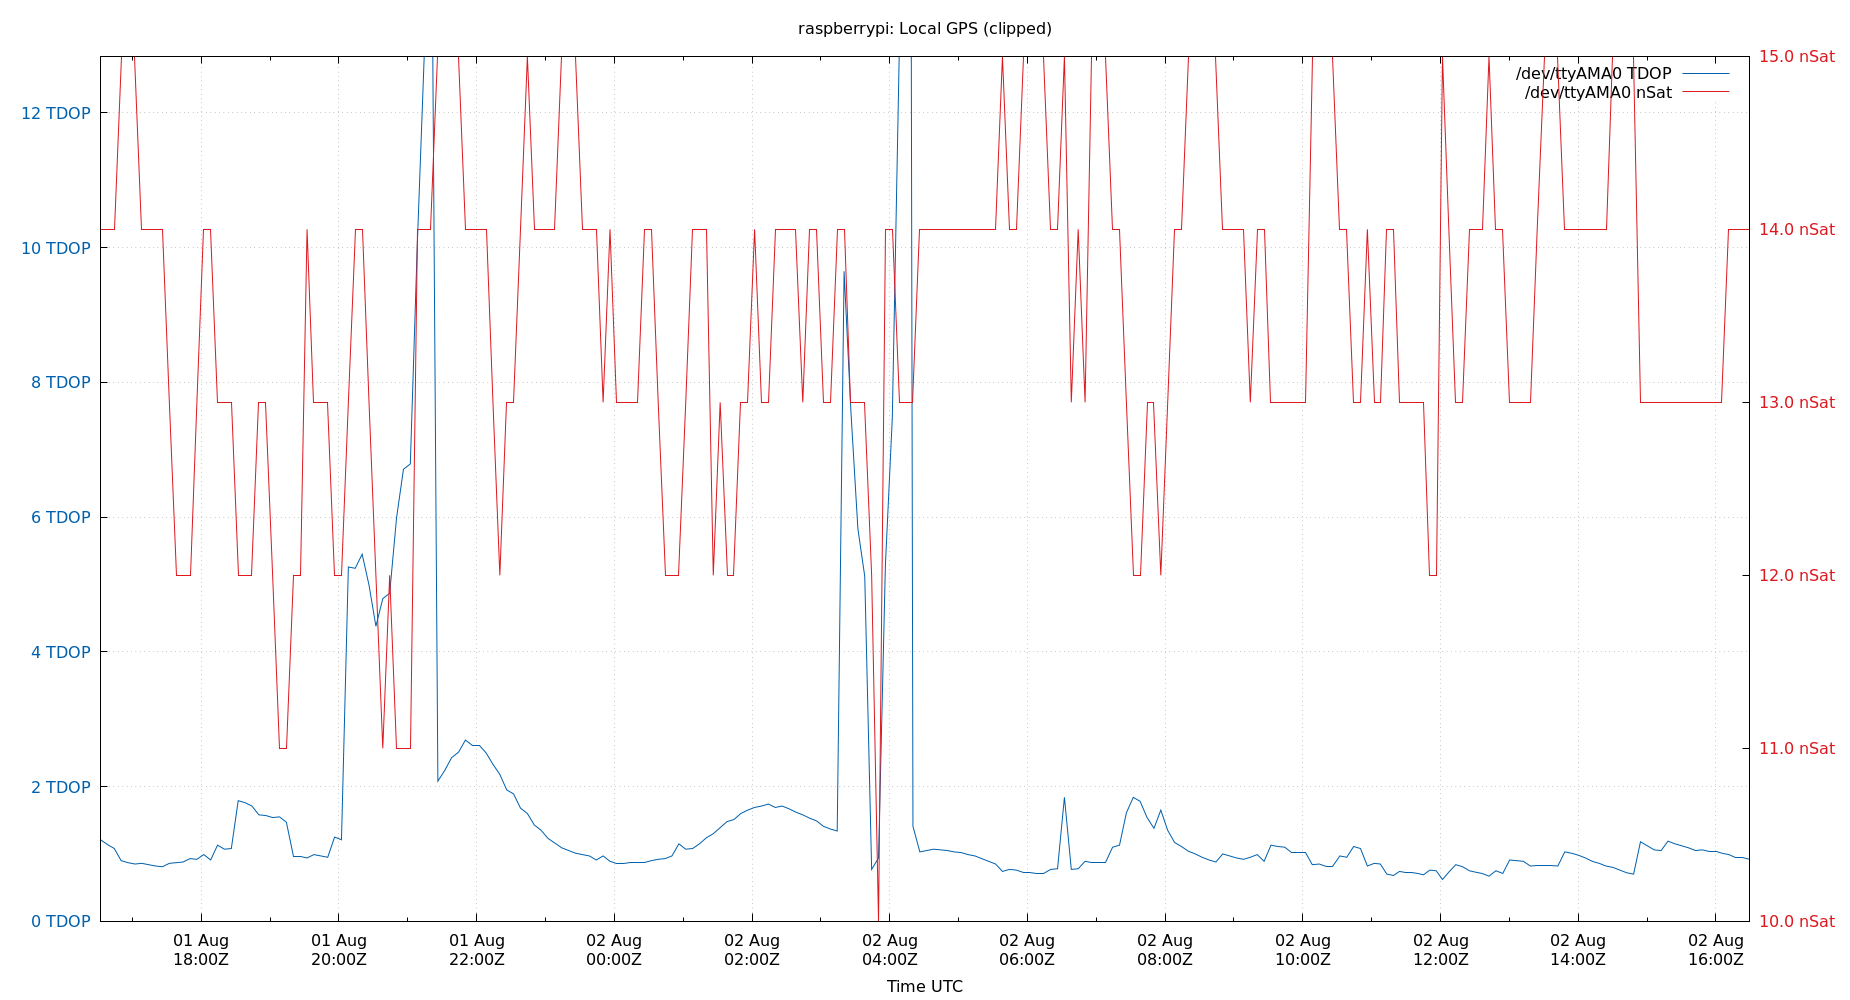 raspberrypi: Local GPS (clipped)
/dev/ttyAMA0 TDOP
/dev/ttyAMA0 nSat
12 TDOP
10 TDOP
8 TDOP
6 TDOP
4 TDOP
2 TDOP
0 TDOP
15.0 nSat
14.0 nSat
13.0 nSat
12.0 nSat
11.0 nSat
10.0 nSat
01 Aug
18:00Z
01 Aug
20:00Z
01 Aug
22:00Z
02 Aug
00:00Z
02 Aug
02:00Z
02 Aug
04:00Z
02 Aug
06:00Z
02 Aug
08:00Z
02 Aug
10:00Z
02 Aug
12:00Z
02 Aug
14:00Z
02 Aug
16:00Z
Time UTC